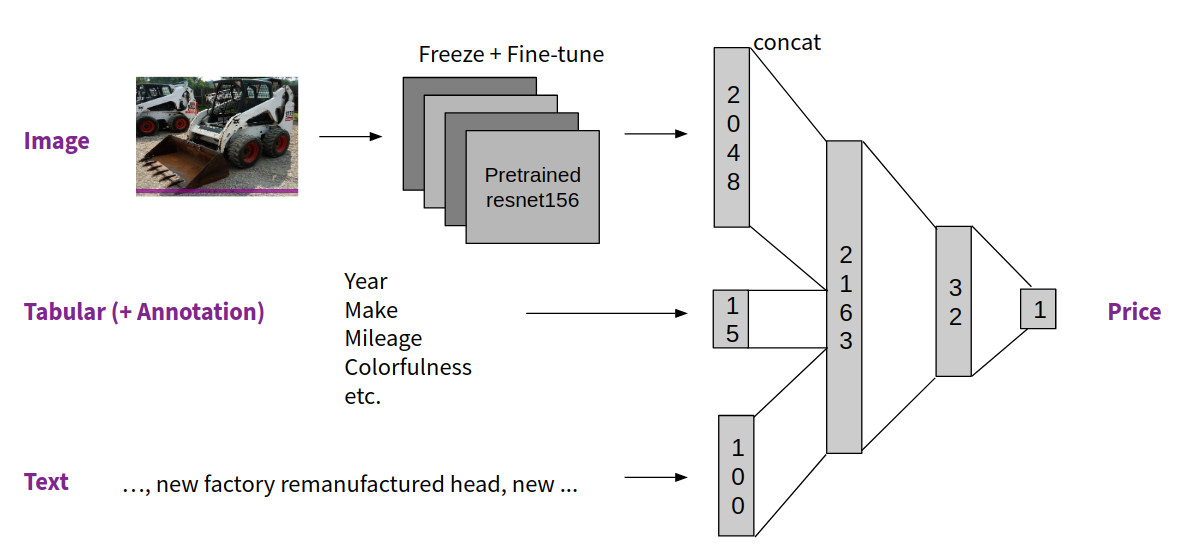 concat
Freeze + Fine-tune
Image
Pretrained
resnet156
2
0
4
8
2
1
6
3
3
2
1
Price
Tabular (+ Annotation)
Year
Make
Mileage
Colorfulness
etc.
1
5
Text
…, new factory remanufactured head, new ...
1
0
0